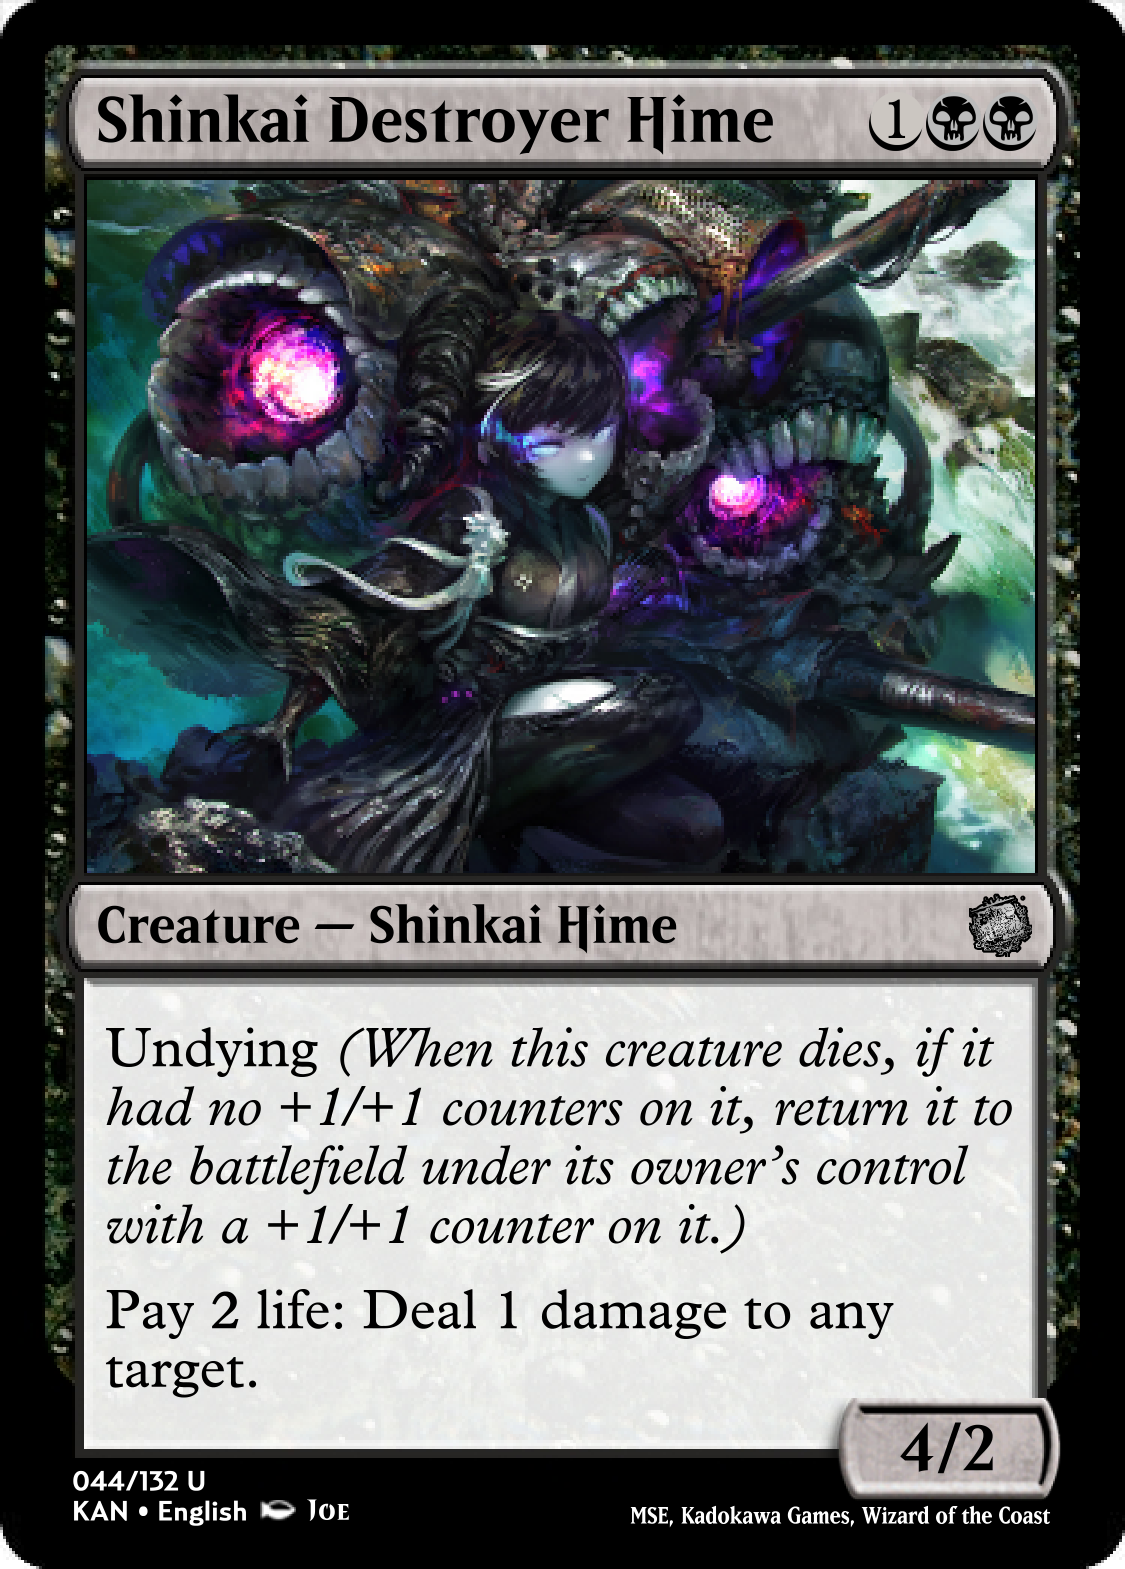 Shinkai Destroyer Hime 1
Creature — Shinkai Hime
Undying (When this creature dies, if it
had no +1/+1 counters on it, return it to
the battlefield under its owner’s control
with a +1/+1 counter on it.)
Pay 2 life: Deal 1 damage to any
target.
4/2
044/132 U
KAN • English JOE
MSE, Kadokawa Games, Wizard of the Coast